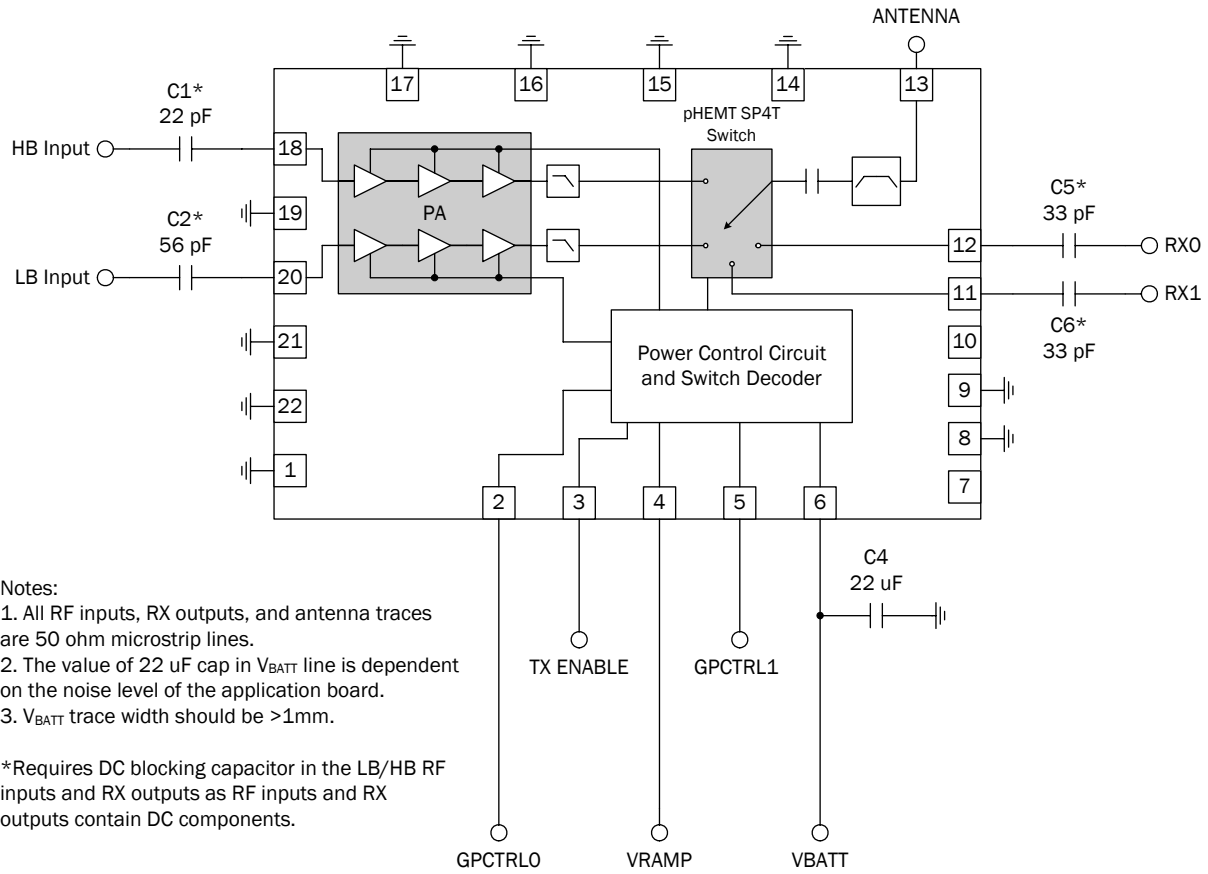 ANTENNA
17
16
15
14
13
C1*
22 pF
pHEMT SP4T
Switch
HB Input
18
C5*
33 pF
19
PA
C2*
56 pF
12
RX0
LB Input
20
11
RX1
C6*
33 pF
21
10
Power Control Circuit
and Switch Decoder
9
22
8
1
7
2
3
4
5
6
C4
22 uF
Notes:
1. All RF inputs, RX outputs, and antenna traces
are 50 ohm microstrip lines.
2. The value of 22 uF cap in VBATT line is dependent
on the noise level of the application board.
3. VBATT trace width should be >1mm.
TX ENABLE
GPCTRL1
*Requires DC blocking capacitor in the LB/HB RF
inputs and RX outputs as RF inputs and RX
outputs contain DC components.
GPCTRL0
VRAMP
VBATT